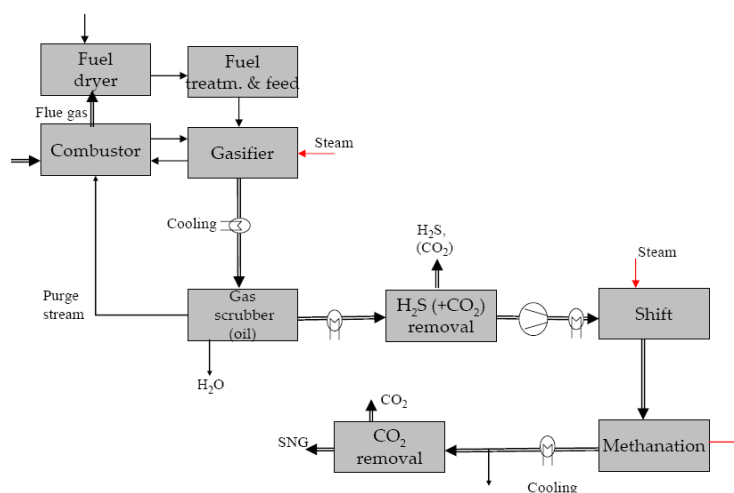 Fuel
dryer
Fuel
treatm. & feed
Flue gas
Combustor
Gasifier
Steam
Cooling
H₂S,
(CO₂)
Steam
Purge
stream
Gas
scrubber
(oil)
H₂S (+CO₂)
removal
Shift
H₂O
CO₂
SNG
CO₂
removal
Methanation
Cooling